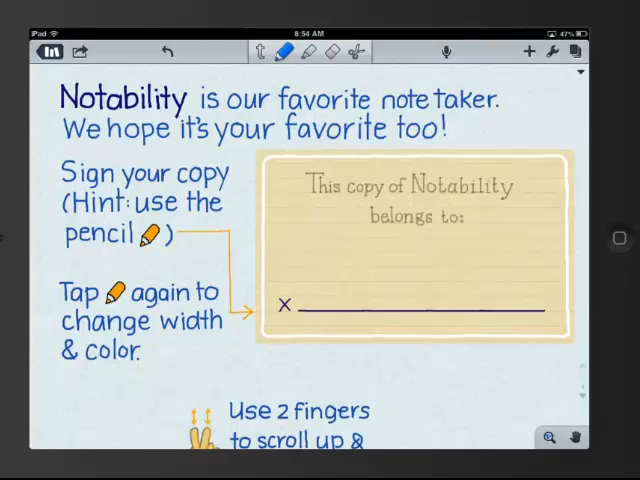 iPad
8:54 AM
47%
t
Notability is our favorite note taker.
We hope it's your favorite too!
Sign your copy
(Hint: use the
pencil )
Tap again to
change width
& color.
This copy of Notability
belongs to:
x
Use 2 fingers
to scroll up &